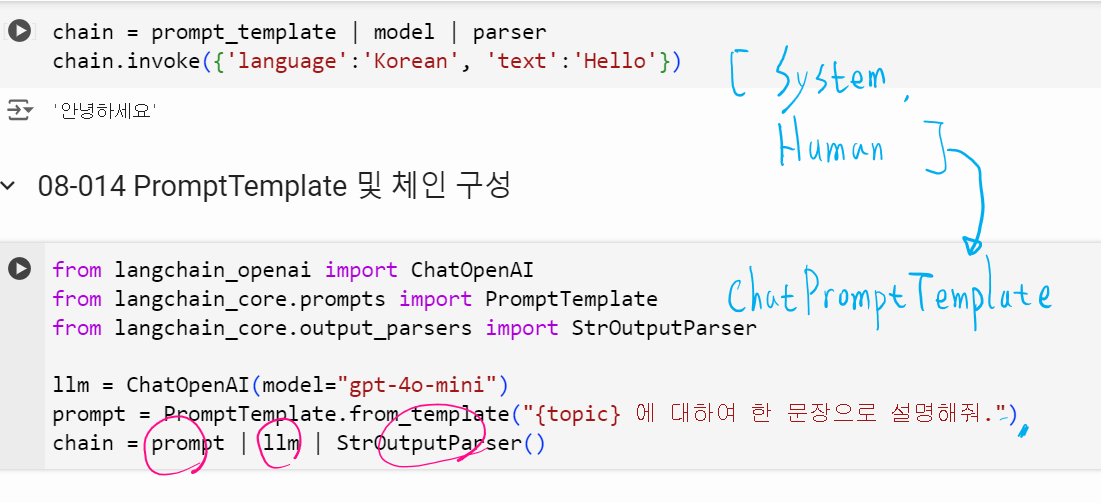 chain = prompt_template | model | parser
chain.invoke({'language':'Korean', 'text':'Hello'})
'안녕하세요'
[ System,
Human ]
08-014 PromptTemplate 및 체인 구성
ChatPromptTemplate
from langchain_openai import ChatOpenAI
from langchain_core.prompts import PromptTemplate
from langchain_core.output_parsers import StrOutputParser
llm = ChatOpenAI(model="gpt-4o-mini")
prompt = PromptTemplate.from_template("{topic} 에 대하여 한 문장으로 설명해줘.")
chain = prompt | llm | StrOutputParser()